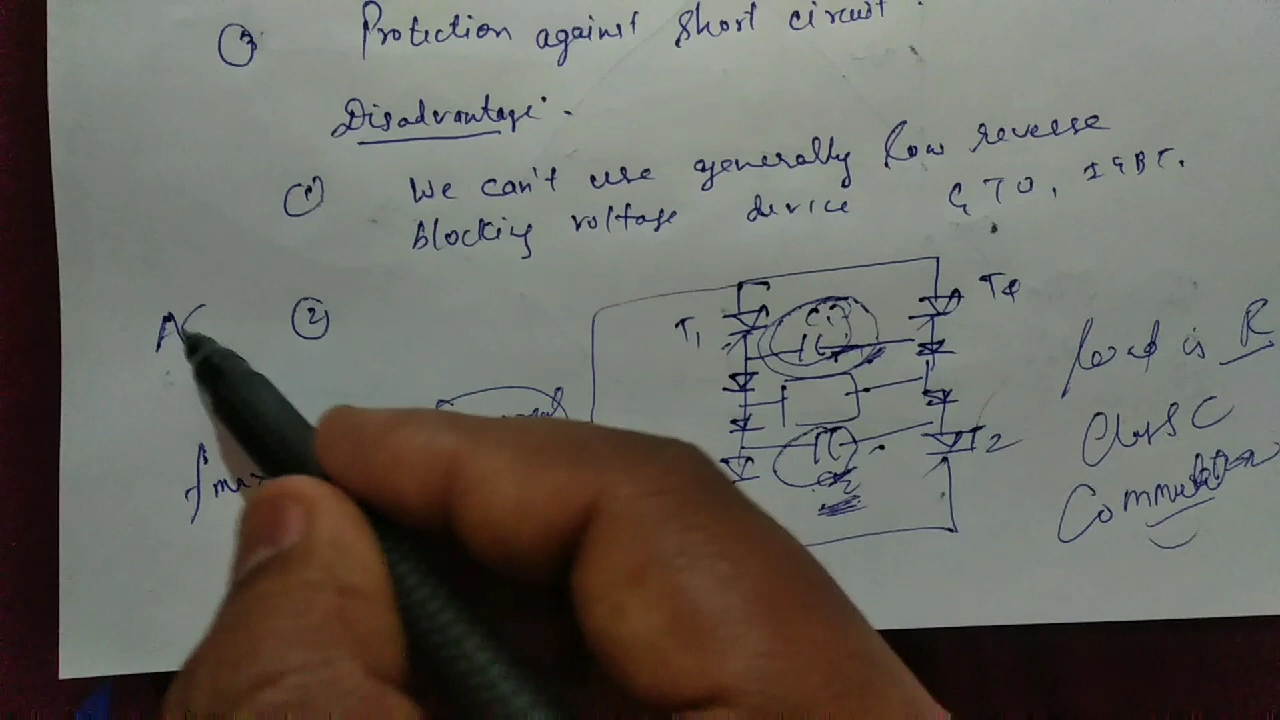 ③ Protection against short circuit.
Disadvantage:
① We can't use generally low reverse
blocking voltage device GTO, IGBT.
②
T1
T4
T2
load is R
Class C
Commutation